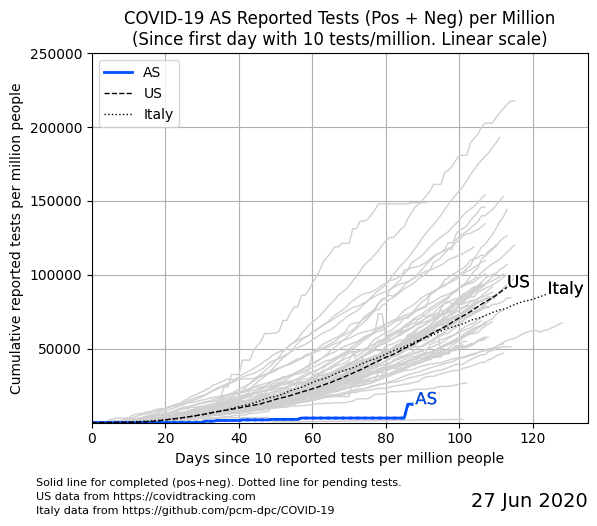 COVID-19 AS Reported Tests (Pos + Neg) per Million
(Since first day with 10 tests/million. Linear scale)
Cumulative reported tests per million people
250000
200000
150000
100000
50000
AS
US
Italy
US
Italy
AS
0 20 40 60 80 100 120
Days since 10 reported tests per million people
Solid line for completed (pos+neg). Dotted line for pending tests.
US data from https://covidtracking.com
Italy data from https://github.com/pcm-dpc/COVID-19
27 Jun 2020